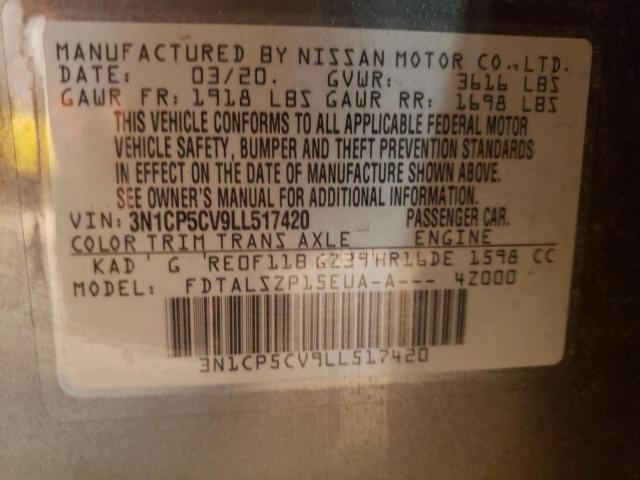 MANUFACTURED BY NISSAN MOTOR CO., LTD.
DATE: 03/20. GVWR: 3616 LBS
GAWR FR: 1918 LBS GAWR RR: 1698 LBS
THIS VEHICLE CONFORMS TO ALL APPLICABLE FEDERAL MOTOR
VEHICLE SAFETY, BUMPER AND THEFT PREVENTION STANDARDS
IN EFFECT ON THE DATE OF MANUFACTURE SHOWN ABOVE.
SEE OWNER'S MANUAL FOR ADDITIONAL INFORMATION.
VIN: 3N1CP5CV9LL517420 PASSENGER CAR.
COLOR TRIM TRANS AXLE ENGINE
KAD G RE0F11B GZ39 HR16DE 1598 CC
MODEL: FDTALSZP15EUA-A--- 4Z000
3N1CP5CV9LL517420